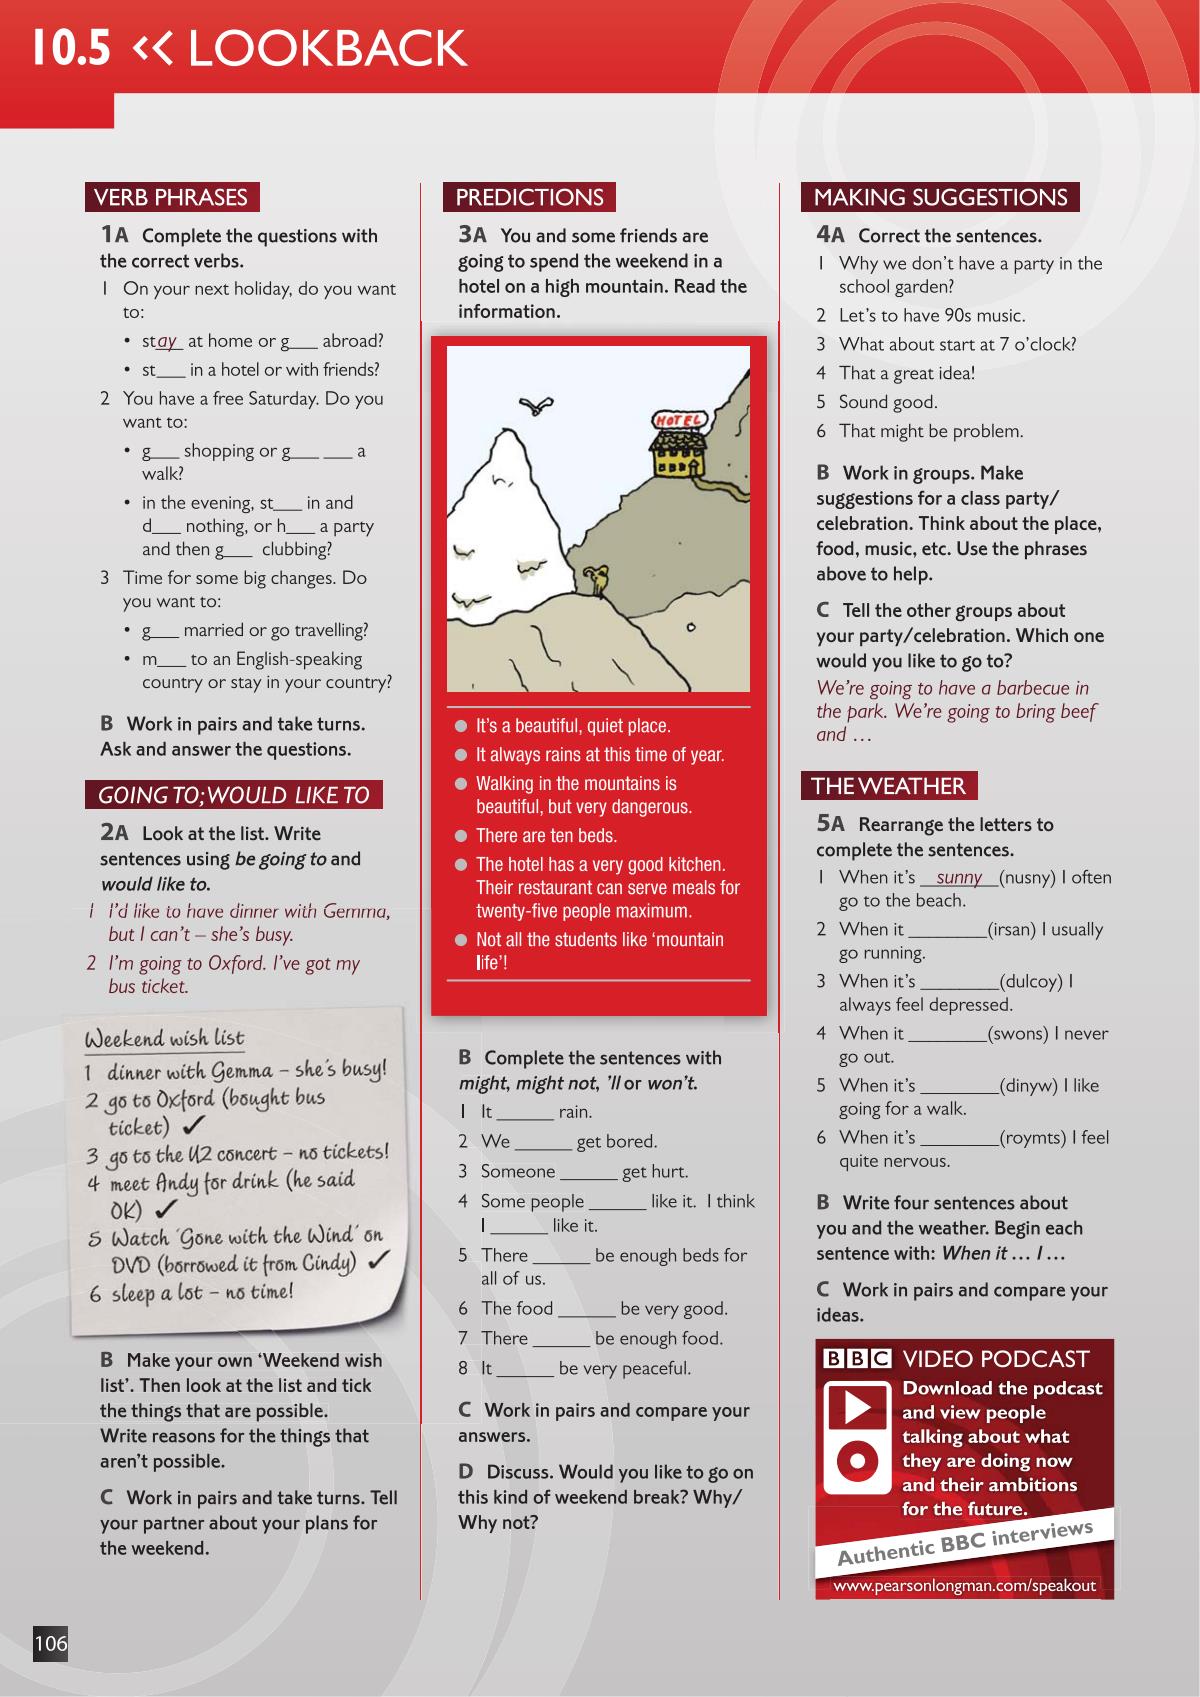 10.5 << LOOKBACK
VERB PHRASES
1A Complete the questions with
the correct verbs.
1 On your next holiday, do you want
to:
• stay at home or g___ abroad?
• st___ in a hotel or with friends?
2 You have a free Saturday. Do you
want to:
• g___ shopping or g___ ___ a
walk?
• in the evening, st___ in and
d___ nothing, or h___ a party
and then g___ clubbing?
3 Time for some big changes. Do
you want to:
• g___ married or go travelling?
• m___ to an English-speaking
country or stay in your country?
B Work in pairs and take turns.
Ask and answer the questions.
GOING TO; WOULD LIKE TO
2A Look at the list. Write
sentences using be going to and
would like to.
1 I'd like to have dinner with Gemma,
but I can't – she's busy.
2 I'm going to Oxford. I've got my
bus ticket.
Weekend wish list
1 dinner with Gemma – she's busy!
2 go to Oxford (bought bus
ticket) ✓
3 go to the U2 concert – no tickets!
4 meet Andy for drink (he said
OK) ✓
5 Watch 'Gone with the Wind' on
DVD (borrowed it from Cindy) ✓
6 sleep a lot – no time!
B Make your own 'Weekend wish
list'. Then look at the list and tick
the things that are possible.
Write reasons for the things that
aren't possible.
C Work in pairs and take turns. Tell
your partner about your plans for
the weekend.
PREDICTIONS
3A You and some friends are
going to spend the weekend in a
hotel on a high mountain. Read the
information.
HOTEL
• It's a beautiful, quiet place.
• It always rains at this time of year.
• Walking in the mountains is
beautiful, but very dangerous.
• There are ten beds.
• The hotel has a very good kitchen.
Their restaurant can serve meals for
twenty-five people maximum.
• Not all the students like 'mountain
life'!
B Complete the sentences with
might, might not, 'll or won't.
1 It ______ rain.
2 We ______ get bored.
3 Someone ______ get hurt.
4 Some people ______ like it. I think
I ______ like it.
5 There ______ be enough beds for
all of us.
6 The food ______ be very good.
7 There ______ be enough food.
8 It ______ be very peaceful.
C Work in pairs and compare your
answers.
D Discuss. Would you like to go on
this kind of weekend break? Why/
Why not?
MAKING SUGGESTIONS
4A Correct the sentences.
1 Why we don't have a party in the
school garden?
2 Let's to have 90s music.
3 What about start at 7 o'clock?
4 That a great idea!
5 Sound good.
6 That might be problem.
B Work in groups. Make
suggestions for a class party/
celebration. Think about the place,
food, music, etc. Use the phrases
above to help.
C Tell the other groups about
your party/celebration. Which one
would you like to go to?
We're going to have a barbecue in
the park. We're going to bring beef
and …
THE WEATHER
5A Rearrange the letters to
complete the sentences.
1 When it's sunny (nusny) I often
go to the beach.
2 When it ________(irsan) I usually
go running.
3 When it's ________(dulcoy) I
always feel depressed.
4 When it ________(swons) I never
go out.
5 When it's ________(dinyw) I like
going for a walk.
6 When it's ________(roymts) I feel
quite nervous.
B Write four sentences about
you and the weather. Begin each
sentence with: When it … I …
C Work in pairs and compare your
ideas.
BBC VIDEO PODCAST
Download the podcast
and view people
talking about what
they are doing now
and their ambitions
for the future.
Authentic BBC interviews
www.pearsonlongman.com/speakout
106